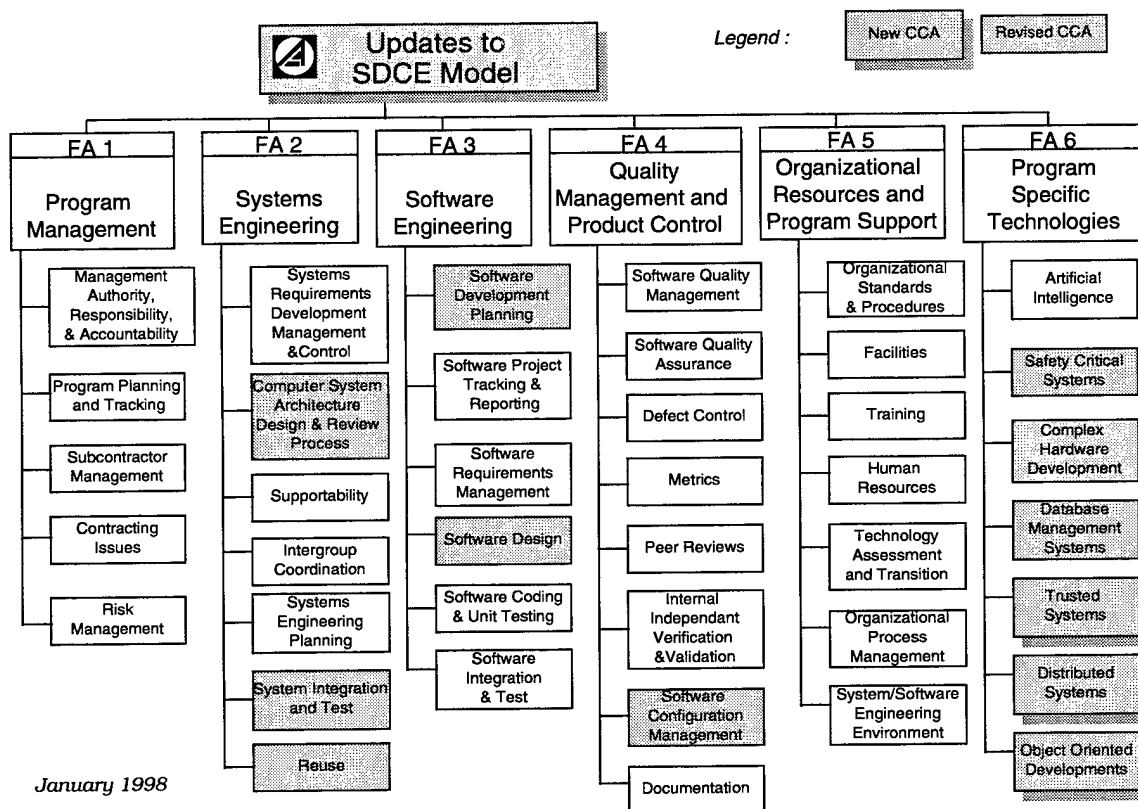 Updates to
SDCE Model
Legend :
New CCA
Revised CCA
FA 1
Program
Management
Management
Authority,
Responsibility,
& Accountability
Program Planning
and Tracking
Subcontractor
Management
Contracting
Issues
Risk
Management
FA 2
Systems
Engineering
Systems
Requirements
Development
Management
&Control
Computer System
Architecture
Design & Review
Process
Supportability
Intergroup
Coordination
Systems
Engineering
Planning
System Integration
and Test
Reuse
FA 3
Software
Engineering
Software
Development
Planning
Software Project
Tracking &
Reporting
Software
Requirements
Management
Software Design
Software Coding
& Unit Testing
Software
Integration
& Test
FA 4
Quality
Management and
Product Control
Software Quality
Management
Software Quality
Assurance
Defect Control
Metrics
Peer Reviews
Internal
Independant
Verification
&Validation
Software
Configuration
Management
Documentation
FA 5
Organizational
Resources and
Program Support
Organizational
Standards
& Procedures
Facilities
Training
Human
Resources
Technology
Assessment
and Transition
Organizational
Process
Management
System/Software
Engineering
Environment
FA 6
Program
Specific
Technologies
Artificial
Intelligence
Safety Critical
Systems
Complex
Hardware
Development
Database
Management
Systems
Trusted
Systems
Distributed
Systems
Object Oriented
Developments
January 1998